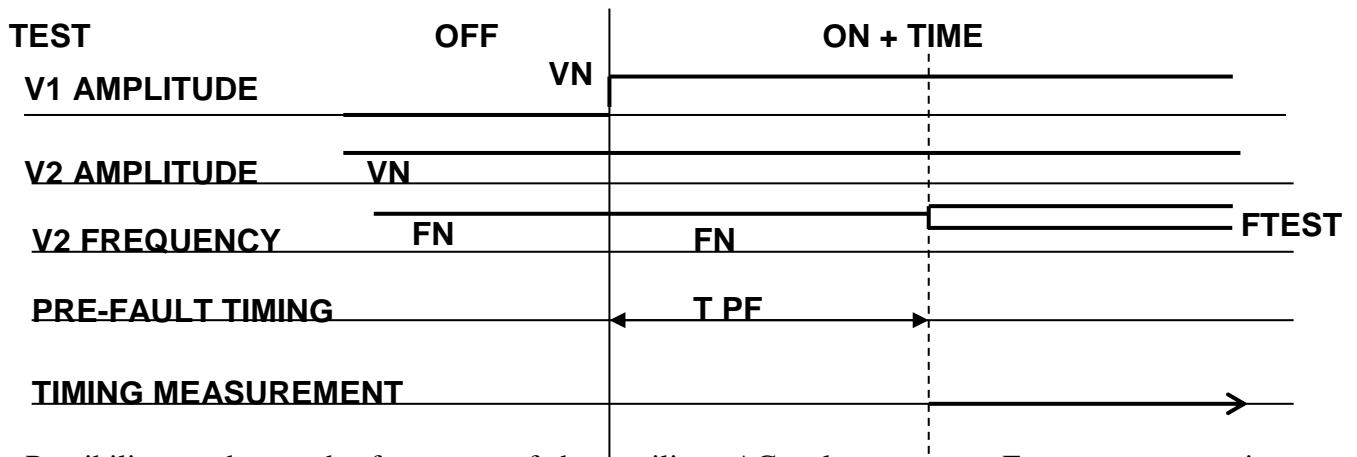 TEST OFF ON + TIME
VN
V1 AMPLITUDE
V2 AMPLITUDE VN
V2 FREQUENCY FN FN FTEST
PRE-FAULT TIMING T PF
TIMING MEASUREMENT